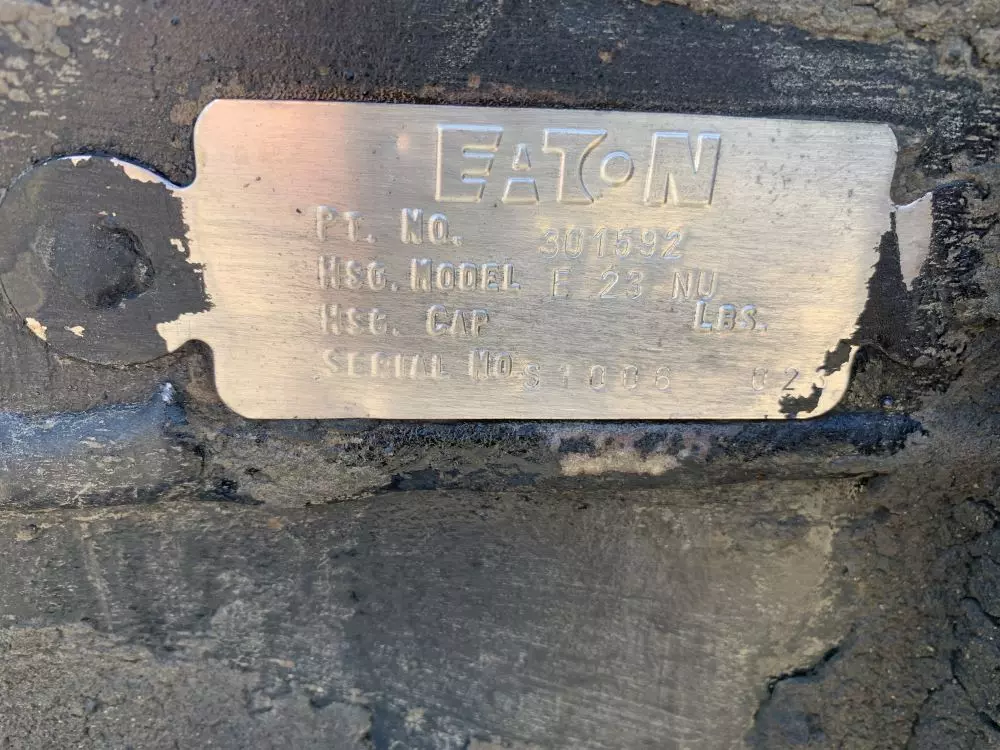 EATON
PT. NO. 301592
HSG. MODEL E 23 NU
HSG. CAP LBS.
SERIAL NO S1006